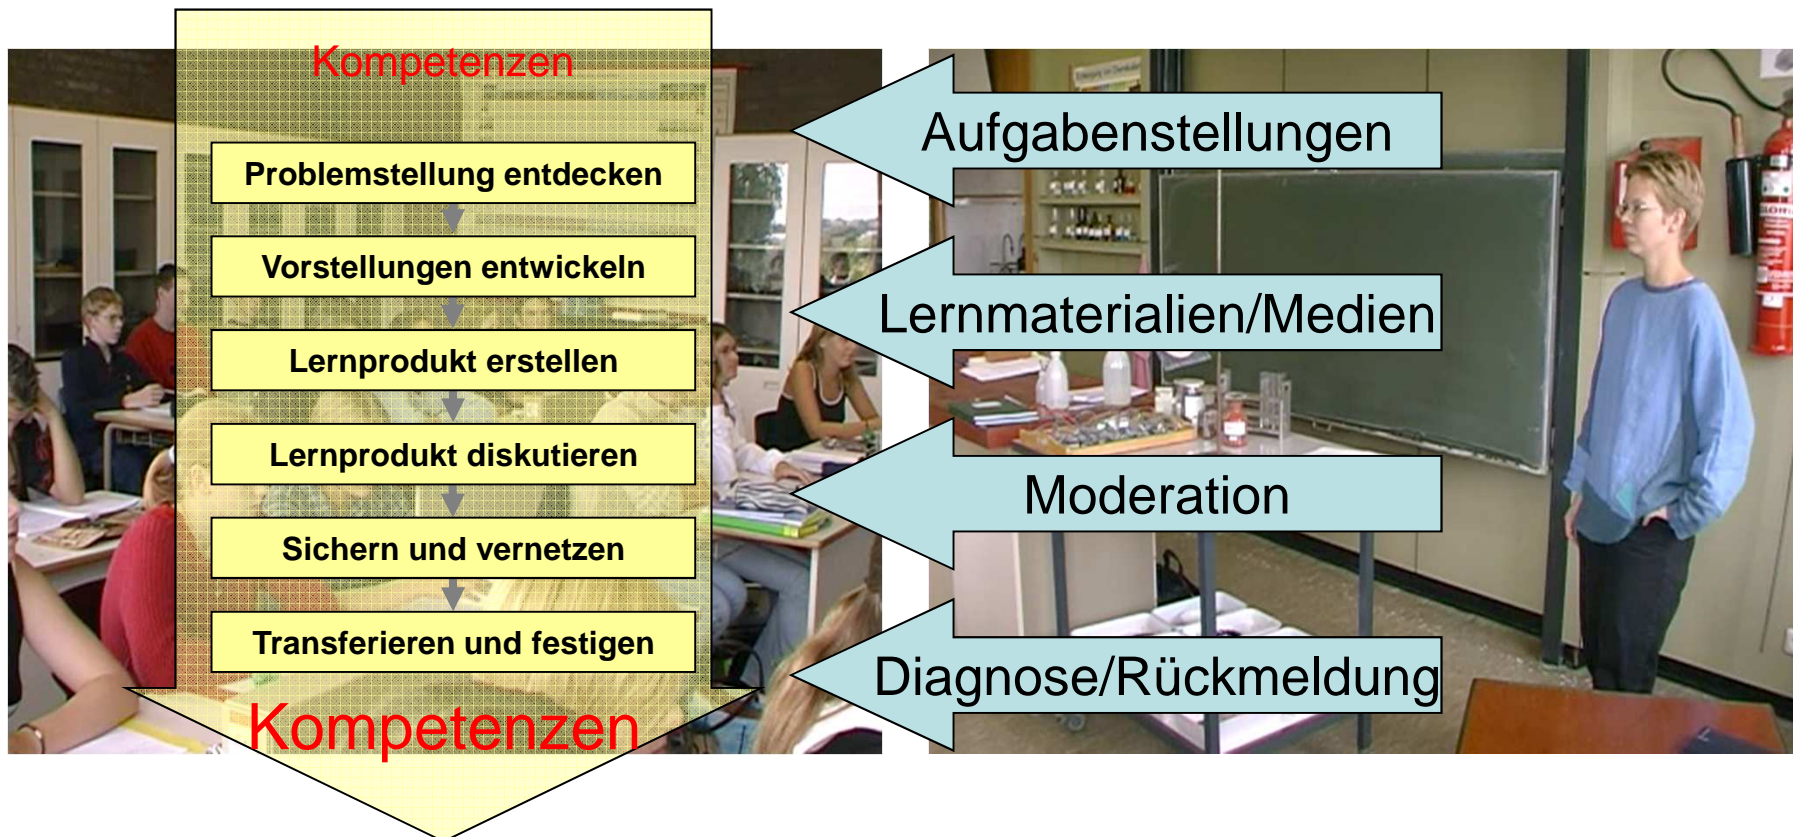 Kompetenzen
Problemstellung entdecken
Vorstellungen entwickeln
Lernprodukt erstellen
Lernprodukt diskutieren
Sichern und vernetzen
Transferieren und festigen
Kompetenzen
Aufgabenstellungen
Lernmaterialien/Medien
Moderation
Diagnose/Rückmeldung